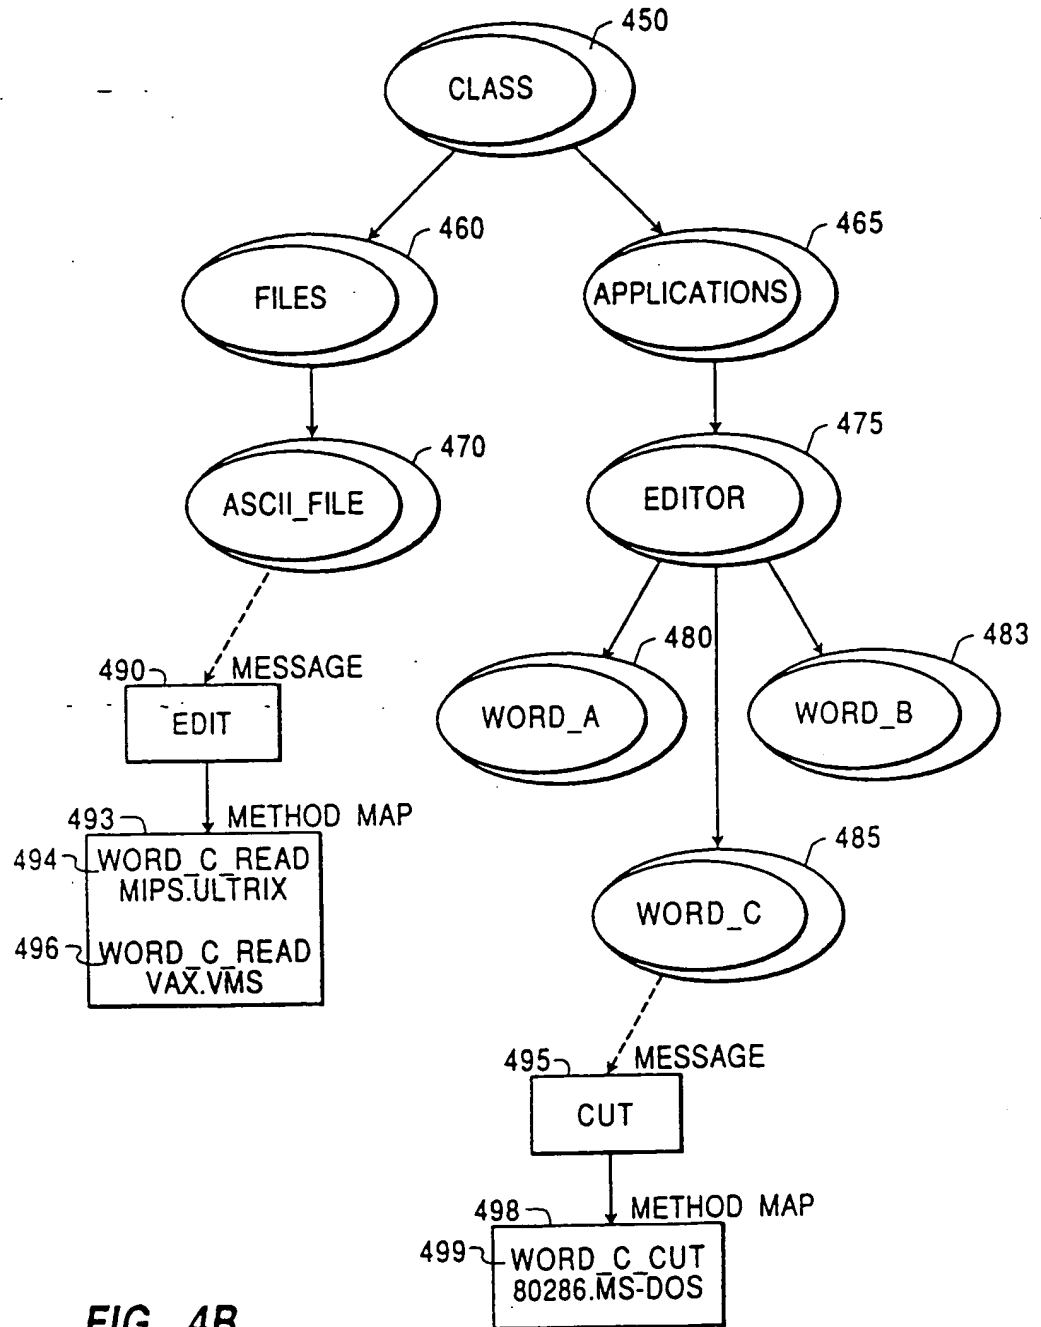 450
CLASS
460
465
FILES
APPLICATIONS
470
475
ASCII_FILE
EDITOR
480
483
490
MESSAGE
EDIT
WORD_A
WORD_B
493
METHOD MAP
494
WORD_C_READ
MIPS.ULTRIX
485
496
WORD_C_READ
VAX.VMS
WORD_C
495
MESSAGE
CUT
498
METHOD MAP
499
WORD_C_CUT
80286.MS-DOS
FIG. 4B